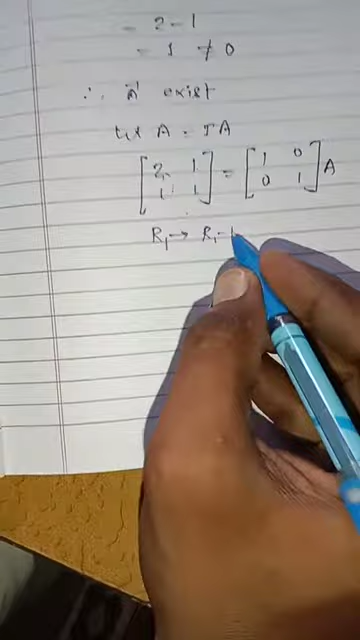 = 2 - 1
= 1 ≠ 0
∴ A⁻¹ exist
let A = IA
[2 1; 1 1] = [1 0; 0 1] A
R₁ → R₁ -